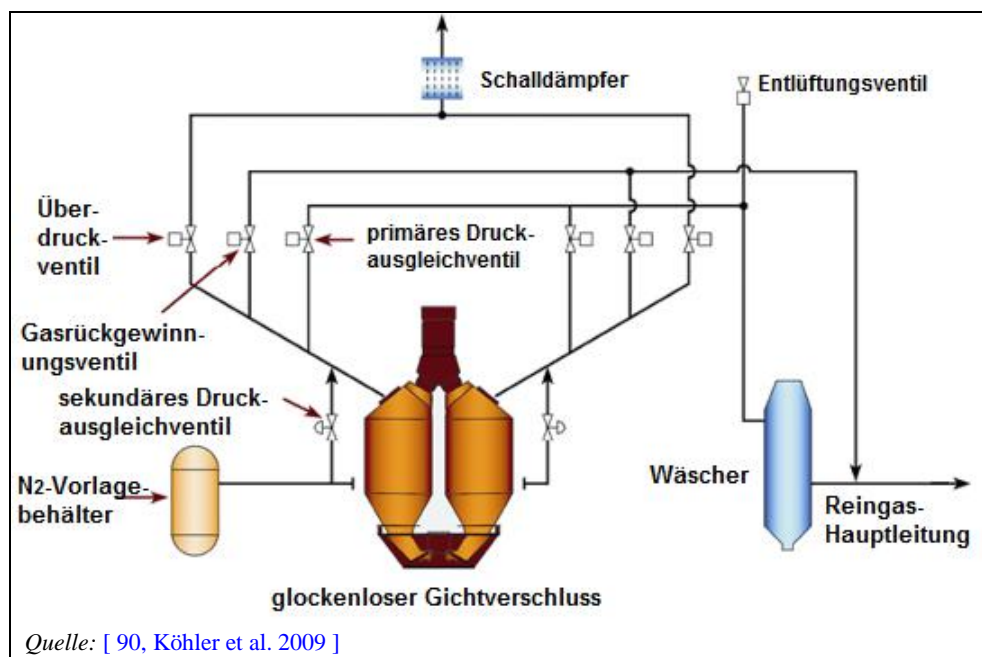 Schalldämpfer
Entlüftungsventil
Über-
druck-
ventil
primäres Druck-
ausgleichventil
Gasrückgewinn-
ungsventil
sekundäres Druck-
ausgleichventil
N2-Vorlage-
behälter
Wäscher
Reingas-
Hauptleitung
glockenloser Gichtverschluss
Quelle: [ 90, Köhler et al. 2009 ]